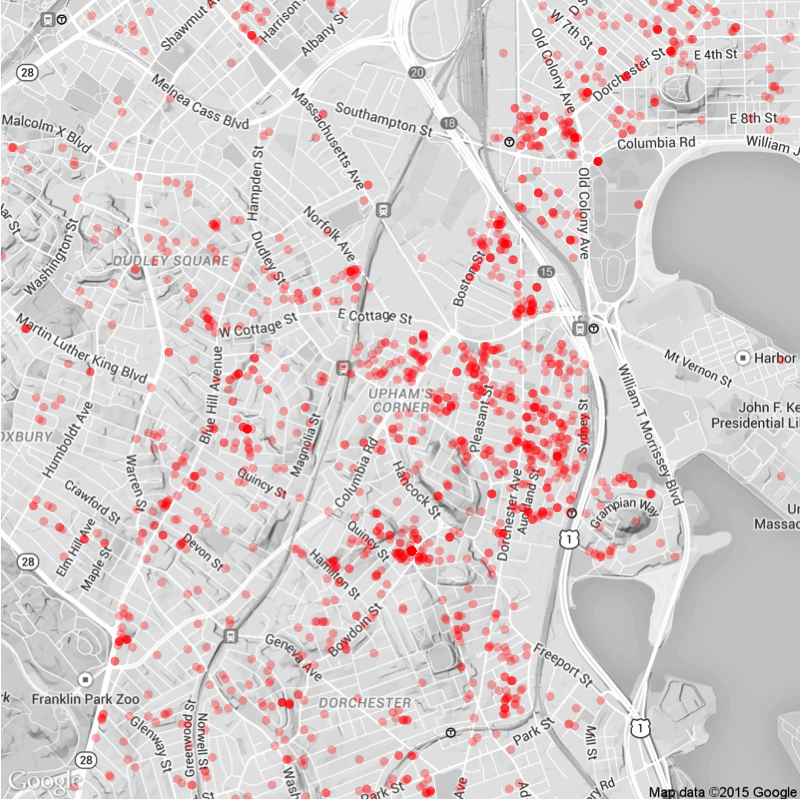 Shawmut A
Harrison
Albany St
D S
W 7th St
Old Colony Ave
Dorchester St
E 4th St
28
20
Melnea Cass Blvd
Massachusetts Ave
Southampton St
18
E 8th St
Malcolm X Blvd
Columbia Rd
William J
Hampden St
Old Colony Ave
Norfolk Ave
Washington St
DUDLEY SQUARE
Dudley St
Boston St
15
W Cottage St
E Cottage St
Martin Luther King Blvd
Mt Vernon St
Harbor
Blue Hill Avenue
William T Morrissey Blvd
UPHAM'S
CORNER
Pleasant St
Sydney St
John F. Ke
Presidential Lib
OXBURY
Humboldt Ave
Magnolia St
Columbia Rd
Warren St
Hancock St
Quincy St
Dorchester Ave
Auckland St
Crawford St
Grampian Way
Un
Massac
Elm Hill Ave
Maple St
Devon St
Quincy St
1
28
Hamilton St
Bowdoin St
Geneva Ave
Freeport St
rk
Franklin Park Zoo
DORCHESTER
Glenway St
Greenwood St
Norwell St
Park St
Mill St
1
28
Google
Wash
Park St
Ave
Ad
ry Rd
Map data ©2015 Google